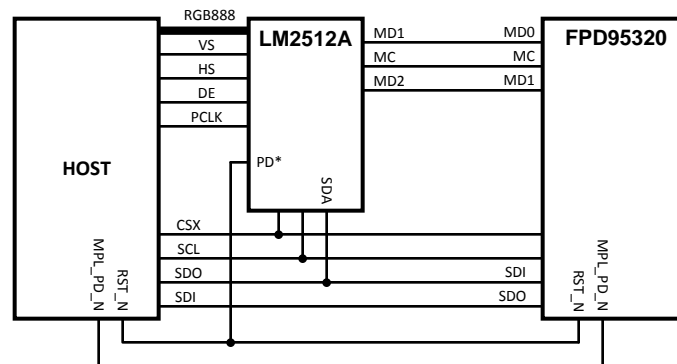 RGB888
LM2512A
FPD95320
MD1
MD0
VS
MC
MC
HS
MD2
MD1
DE
PCLK
HOST
PD*
SDA
CSX
SCL
SDO
SDI
SDI
SDO
MPL_PD_N
RST_N
RST_N
MPL_PD_N